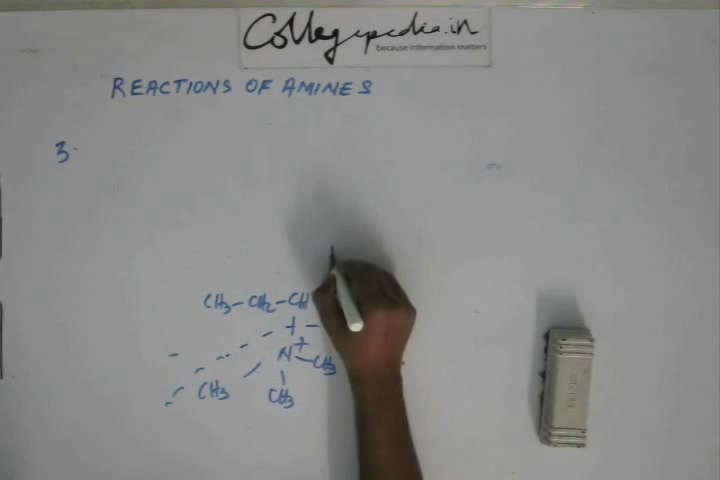 Collegepedia.in
because information matters
REACTIONS OF AMINES
3.
CH3-CH2-CH
N+-CH3
CH3 CH3